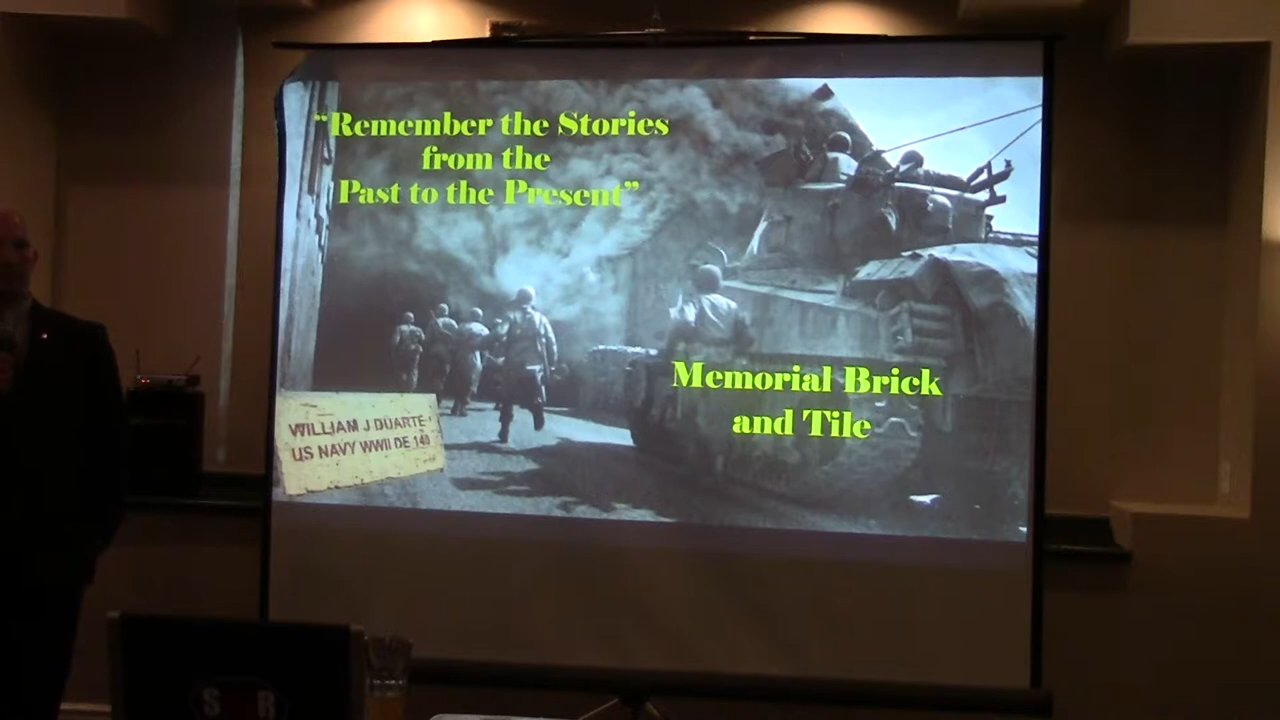 “Remember the Stories
from the
Past to the Present”
Memorial Brick
and Tile
WILLIAM J DUARTE
US NAVY WWII DE 140
S R